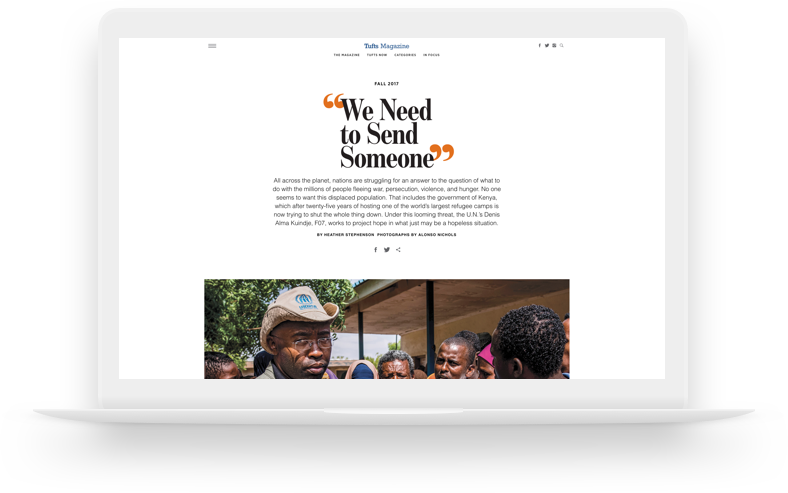 Tufts Magazine
THE MAGAZINE TUFTS NOW CATEGORIES IN FOCUS
FALL 2017
“We Need
to Send
Someone”
All across the planet, nations are struggling for an answer to the question of what to
do with the millions of people fleeing war, persecution, violence, and hunger. No one
seems to want this displaced population. That includes the government of Kenya,
which after twenty-five years of hosting one of the world’s largest refugee camps is
now trying to shut the whole thing down. Under this looming threat, the U.N.’s Denis
Alma Kuindje, F07, works to project hope in what just may be a hopeless situation.
BY HEATHER STEPHENSON PHOTOGRAPHS BY ALONSO NICHOLS